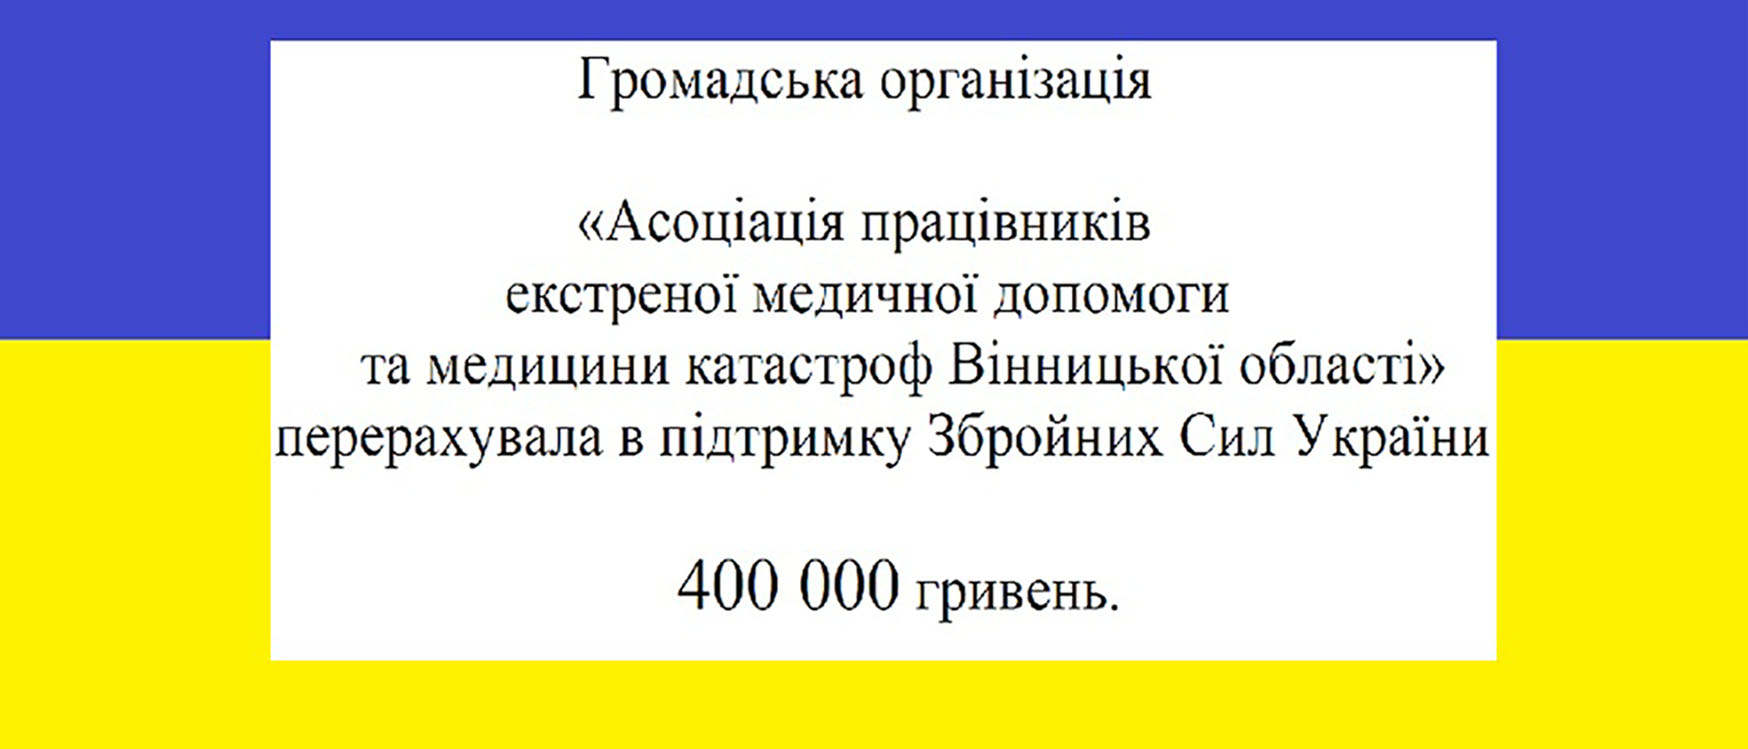 Громадська організація
«Асоціація працівників
екстреної медичної допомоги
та медицини катастроф Вінницької області»
перерахувала в підтримку Збройних Сил України
400 000 гривень.